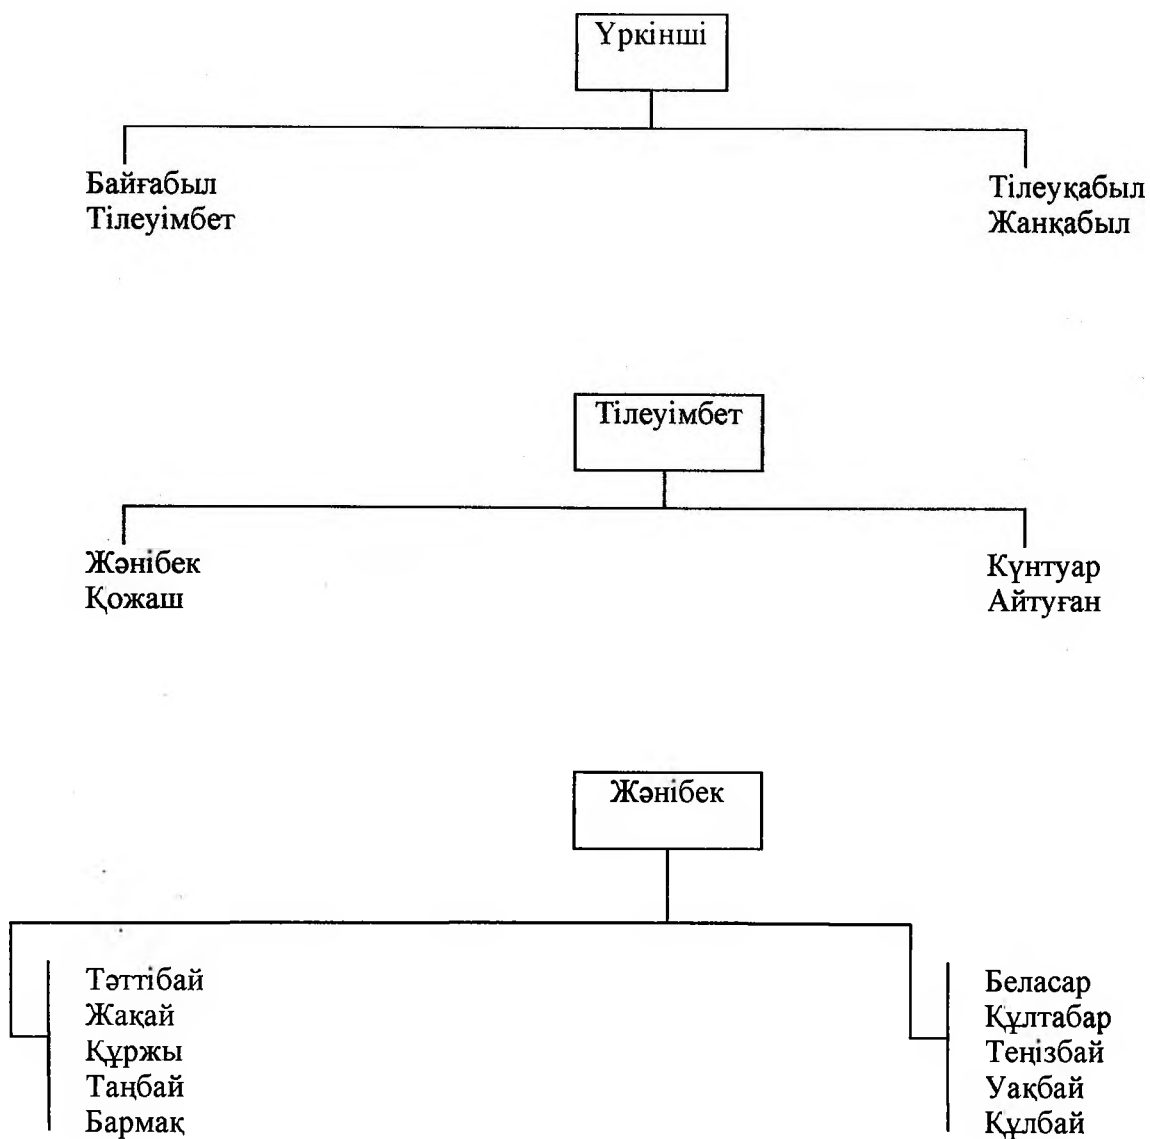 Үркінші
Байғабыл
Тілеуімбет
Тілеуқабыл
Жанқабыл
Тілеуімбет
Жәнібек
Қожаш
Күнтуар
Айтуған
Жәнібек
Тәттібай
Жақай
Құржы
Таңбай
Бармақ
Беласар
Құлтабар
Теңізбай
Уақбай
Құлбай